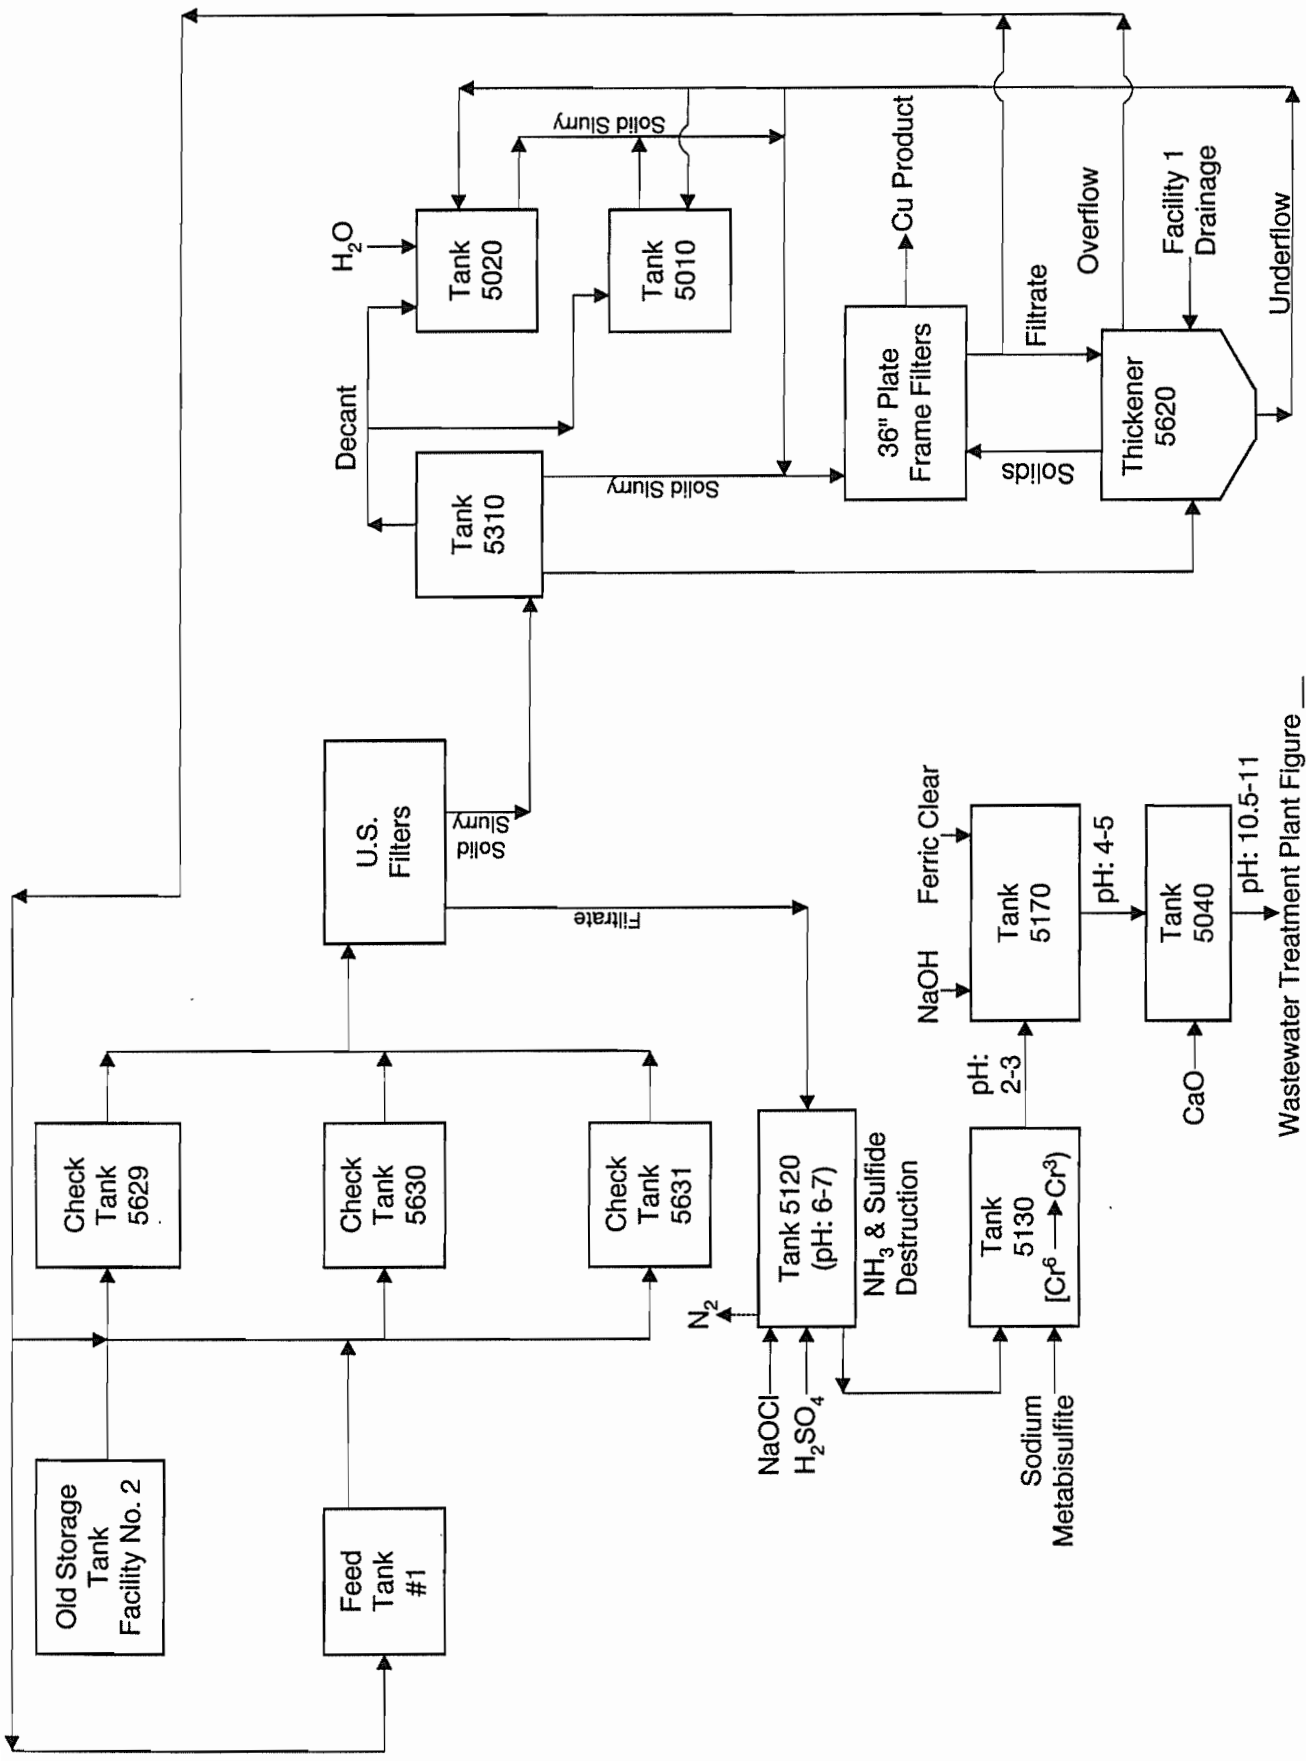 Old Storage
Tank
Facility No. 2
Feed
Tank
#1
Check
Tank
5629
Check
Tank
5630
Check
Tank
5631
U.S.
Filters
Solid
Slurry
Filtrate
Tank
5310
Decant
H2O
Tank
5020
Tank
5010
Solid Slurry
Solid Slurry
36" Plate
Frame Filters
Cu Product
Filtrate
Solids
Overflow
Thickener
5620
Facility 1
Drainage
Underflow
N2
NaOCl
H2SO4
Tank 5120
(pH: 6-7)
NH3 & Sulfide
Destruction
Sodium
Metabisulfite
Tank
5130
[Cr6 → Cr3)
pH:
2-3
NaOH
Ferric Clear
Tank
5170
pH: 4-5
CaO
Tank
5040
pH: 10.5-11
Wastewater Treatment Plant Figure __